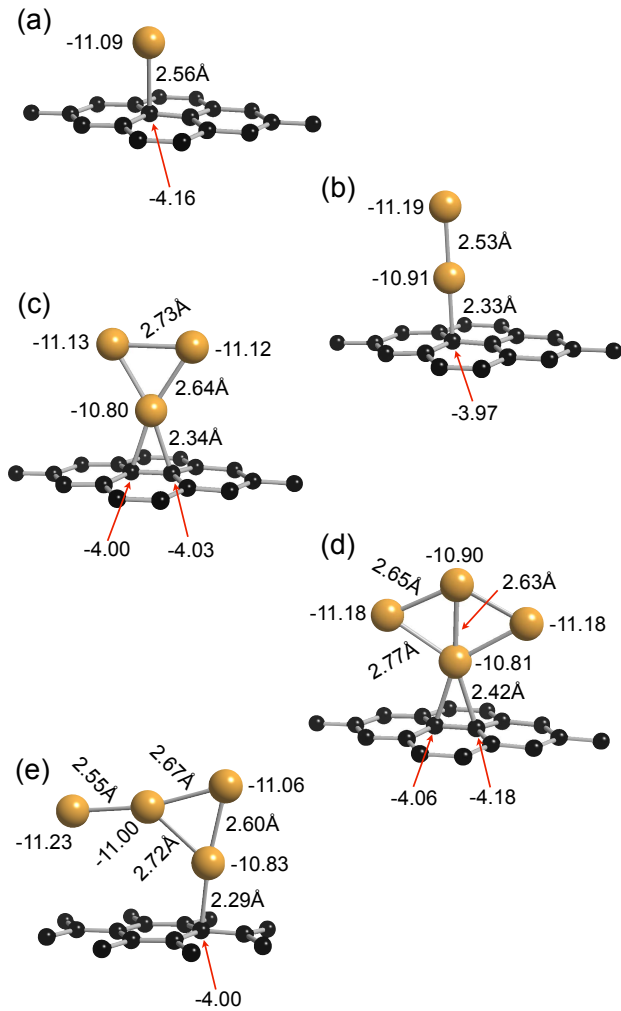 (a)
-11.09
2.56Å
-4.16
(b)
-11.19
2.53Å
-10.91
2.33Å
-3.97
(c)
2.73Å
-11.13
-11.12
2.64Å
-10.80
2.34Å
-4.00
-4.03
(d)
-10.90
2.65Å
2.63Å
-11.18
-11.18
2.77Å
-10.81
2.42Å
-4.06
-4.18
(e)
2.55Å
2.67Å
-11.06
-11.23
-11.00
2.60Å
2.72Å
-10.83
2.29Å
-4.00